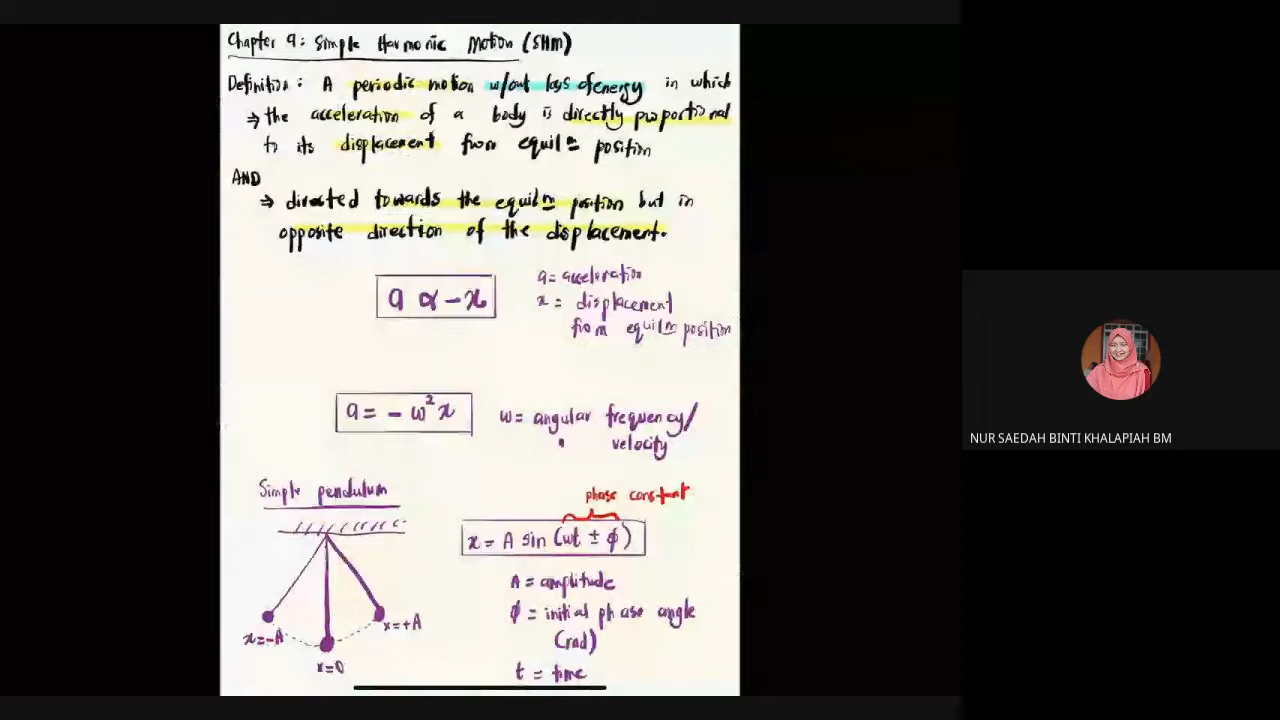 Chapter 9: Simple Harmonic Motion (SHM)
Definition: A periodic motion w/out loss of energy in which
⇒ the acceleration of a body is directly proportional
to its displacement from equilm position
AND
⇒ directed towards the equilm position but in
opposite direction of the displacement.
a ∝ -x
a = acceleration
x = displacement
from equilm position
a = - ω²x
ω = angular frequency/
velocity
Simple pendulum
phase constant
x = A sin (ωt ± φ)
A = amplitude
φ = initial phase angle
(rad)
t = time
x=-A
x=+A
x=0
NUR SAEDAH BINTI KHALAPIAH BM